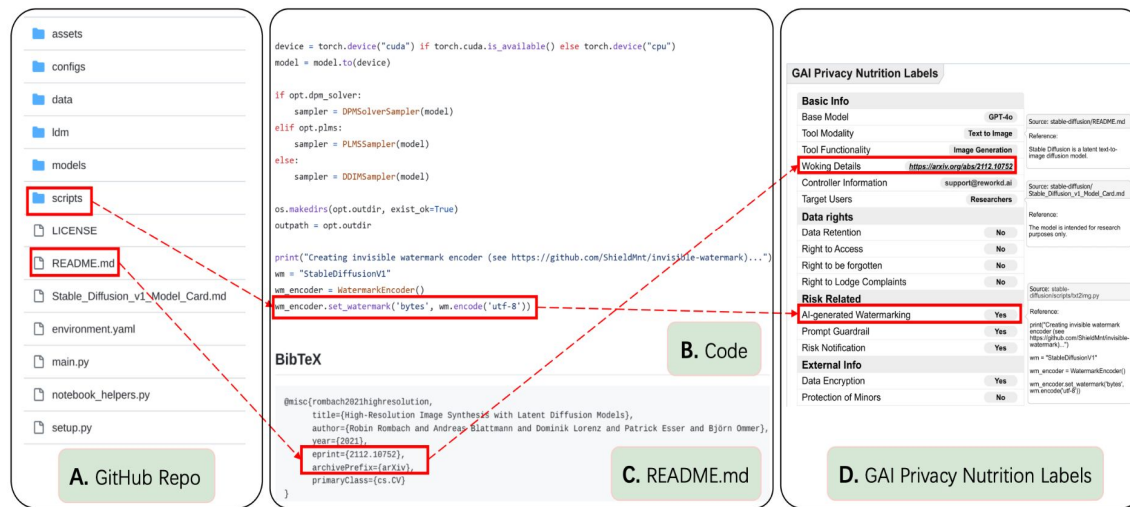 assets
configs
data
ldm
models
scripts
LICENSE
README.md
Stable_Diffusion_v1_Model_Card.md
environment.yaml
main.py
notebook_helpers.py
setup.py
A. GitHub Repo
device = torch.device("cuda") if torch.cuda.is_available() else torch.device("cpu")
model = model.to(device)
if opt.dpm_solver:
sampler = DPMSolverSampler(model)
elif opt.plms:
sampler = PLMSSampler(model)
else:
sampler = DDIMSampler(model)
os.makedirs(opt.outdir, exist_ok=True)
outpath = opt.outdir
print("Creating invisible watermark encoder (see https://github.com/ShieldMnt/invisible-watermark)...")
wm = "StableDiffusionV1"
wm_encoder = WatermarkEncoder()
wm_encoder.set_watermark('bytes', wm.encode('utf-8'))
B. Code
BibTeX
@misc{rombach2021highresolution,
title={High-Resolution Image Synthesis with Latent Diffusion Models},
author={Robin Rombach and Andreas Blattmann and Dominik Lorenz and Patrick Esser and Björn Ommer},
year={2021},
eprint={2112.10752},
archivePrefix={arXiv},
primaryClass={cs.CV}
}
C. README.md
GAI Privacy Nutrition Labels
Basic Info
Base Model GPT-4o
Tool Modality Text to Image
Tool Functionality Image Generation
Woking Details https://arxiv.org/abs/2112.10752
Controller Information support@reworkd.ai
Target Users Researchers
Data rights
Data Retention No
Right to Access No
Right to be forgotten No
Right to Lodge Complaints No
Risk Related
AI-generated Watermarking Yes
Prompt Guardrail Yes
Risk Notification Yes
External Info
Data Encryption Yes
Protection of Minors No
Source: stable-diffusion/README.md
Reference:
Stable Diffusion is a latent text-to-
image diffusion model.
Source: stable-diffusion/
Stable_Diffusion_v1_Model_Card.md
Reference:
The model is intended for research
purposes only.
Source: stable-
diffusion/scripts/txt2img.py
Reference:
print("Creating invisible watermark
encoder (see
https://github.com/ShieldMnt/invisible-
watermark)...")
wm = "StableDiffusionV1"
wm_encoder = WatermarkEncoder()
wm_encoder.set_watermark('bytes',
wm.encode('utf-8'))
D. GAI Privacy Nutrition Labels